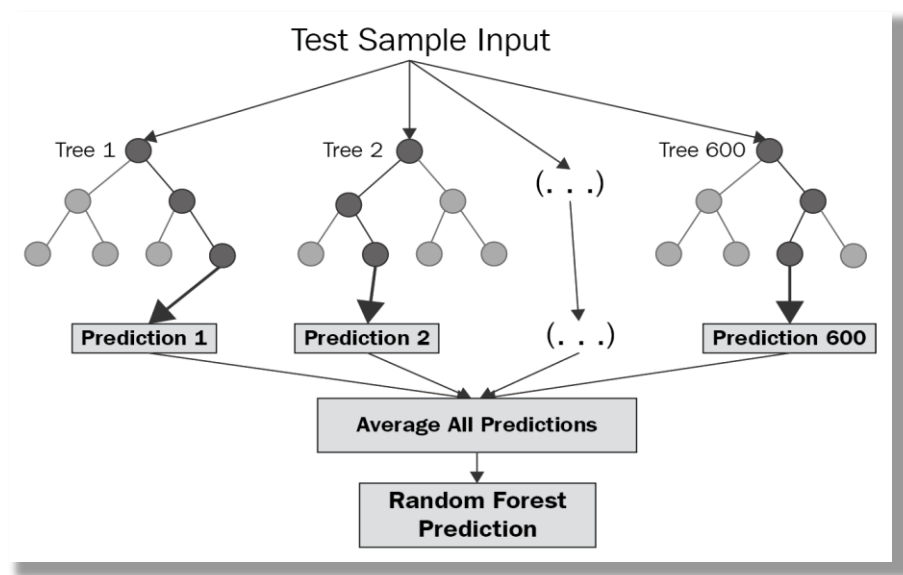 Test Sample Input
Tree 1
Tree 2
Tree 600
(. . .)
Prediction 1
Prediction 2
(. . .)
Prediction 600
Average All Predictions
Random Forest
Prediction